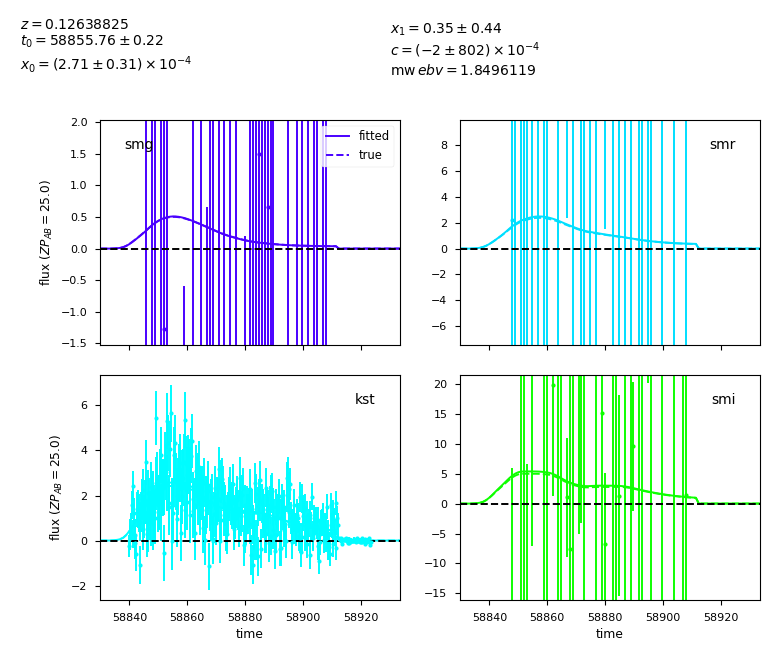 z = 0.12638825
t₀ = 58855.76 ± 0.22
x₀ = (2.71 ± 0.31) × 10⁻⁴
x₁ = 0.35 ± 0.44
c = (−2 ± 802) × 10⁻⁴
mw ebv = 1.8496119
smg
fitted
true
2.0
1.5
1.0
0.5
0.0
−0.5
−1.0
−1.5
flux (ZP_AB = 25.0)
smr
8
6
4
2
0
−2
−4
−6
kst
6
4
2
0
−2
flux (ZP_AB = 25.0)
58840 58860 58880 58900 58920
time
smi
20
15
10
5
0
−5
−10
−15
58840 58860 58880 58900 58920
time